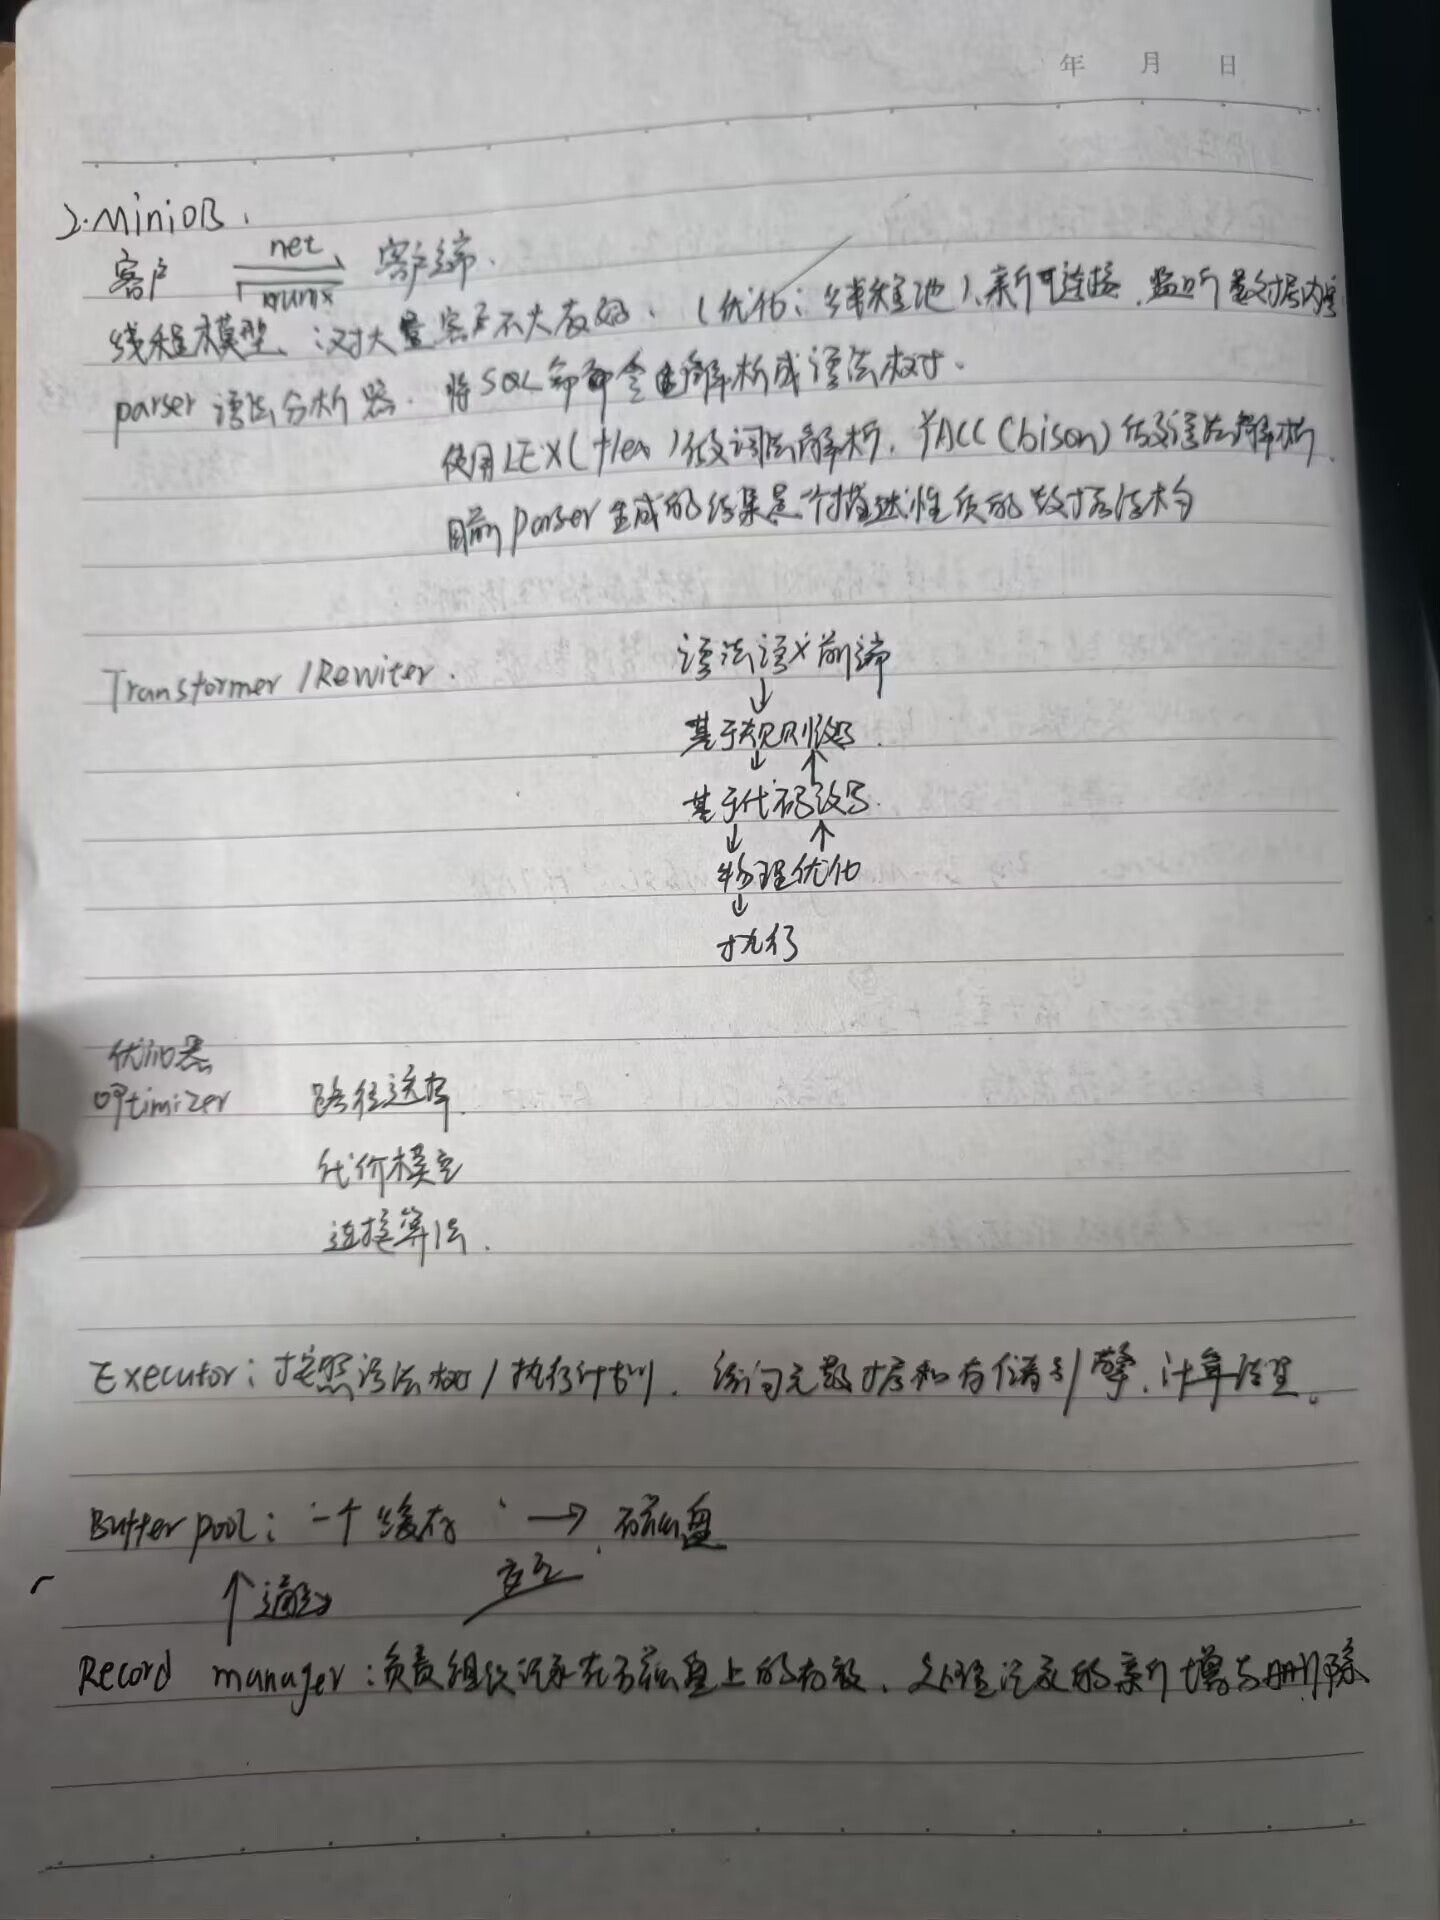 年 月 日
2. MiniOB.
客户 net 客户端.
线程模型、对大量客户不大友好、(优化:线程池)、新可连接,监听数据内容
parser 语法分析器. 将SQL命令解析成语法树.
使用LEX(flex)做词法解析,YACC(bison)做语法解析.
目前parser生成的结果是一个描述性质的数据结构
Transformer/Rewiter.
语法语义前端
↓
基于规则改写.
↓ ↑
基于代码改写.
↓ ↑
物理优化
↓
执行
优化器
optimizer 路径选择.
代价模型
连接算法.
Executor: 按照语法树/执行计划, 访问元数据和存储引擎,计算结果。
Buffer pool: 一个缓存 → 磁盘
↑通过 交互
Record manager: 负责组织记录在磁盘上的存放、处理记录的新增与删除